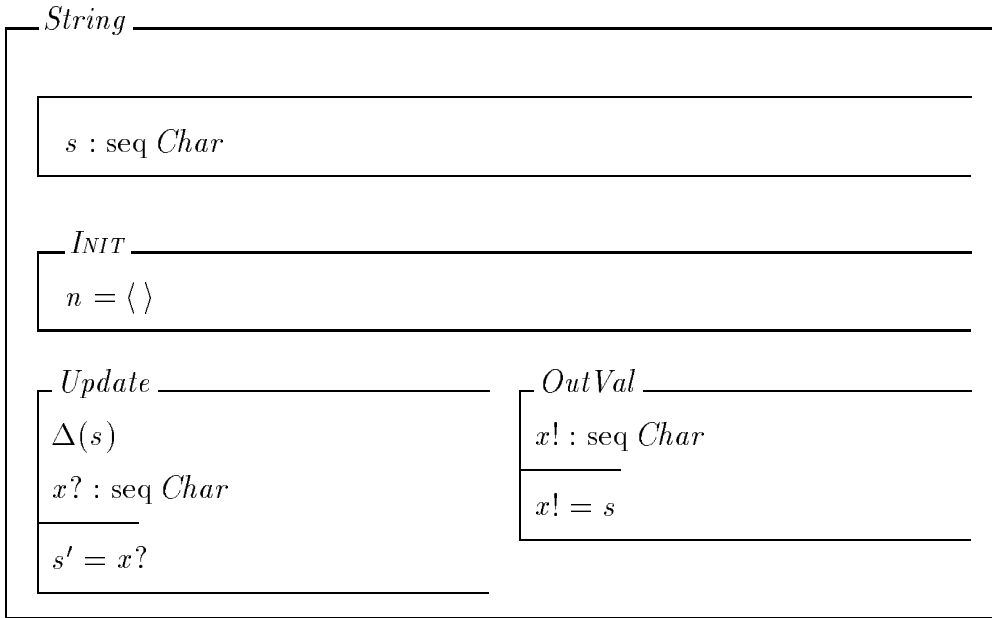 String
s : seq Char
INIT
n = ⟨ ⟩
Update
Δ(s)
x? : seq Char
s′ = x?
OutVal
x! : seq Char
x! = s